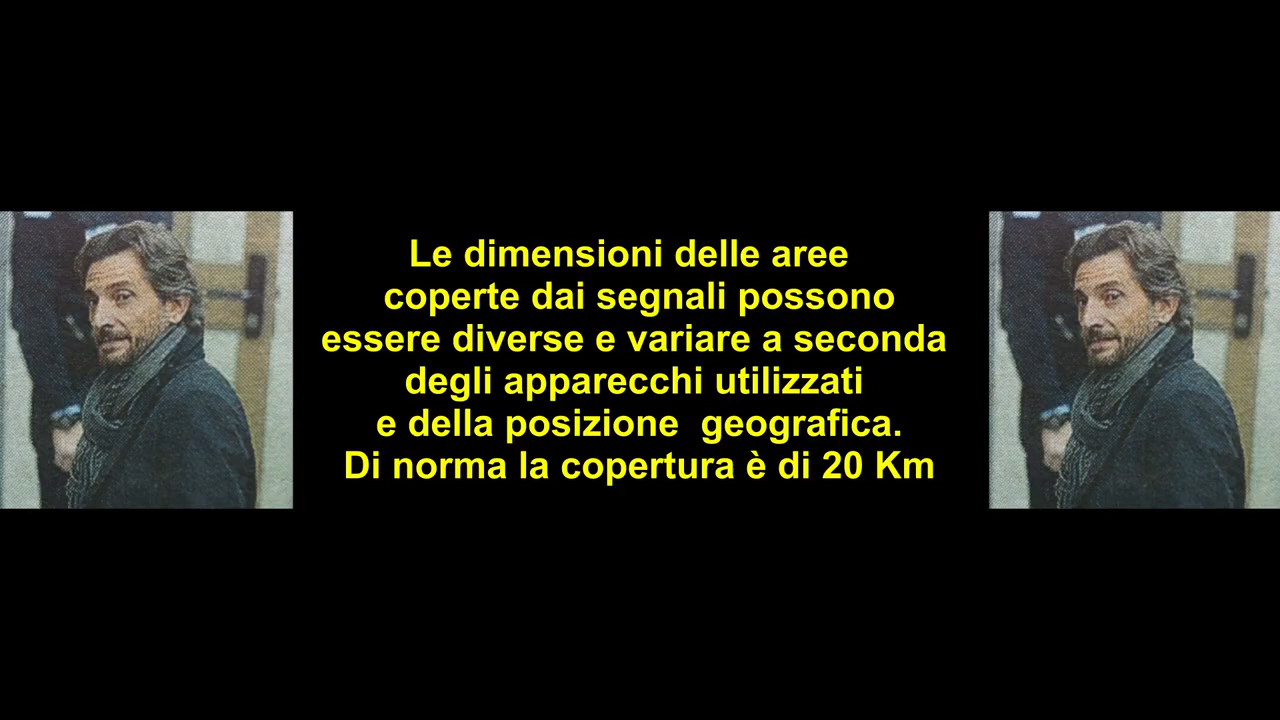 Le dimensioni delle aree
coperte dai segnali possono
essere diverse e variare a seconda
degli apparecchi utilizzati
e della posizione  geografica.
Di norma la copertura è di 20 Km